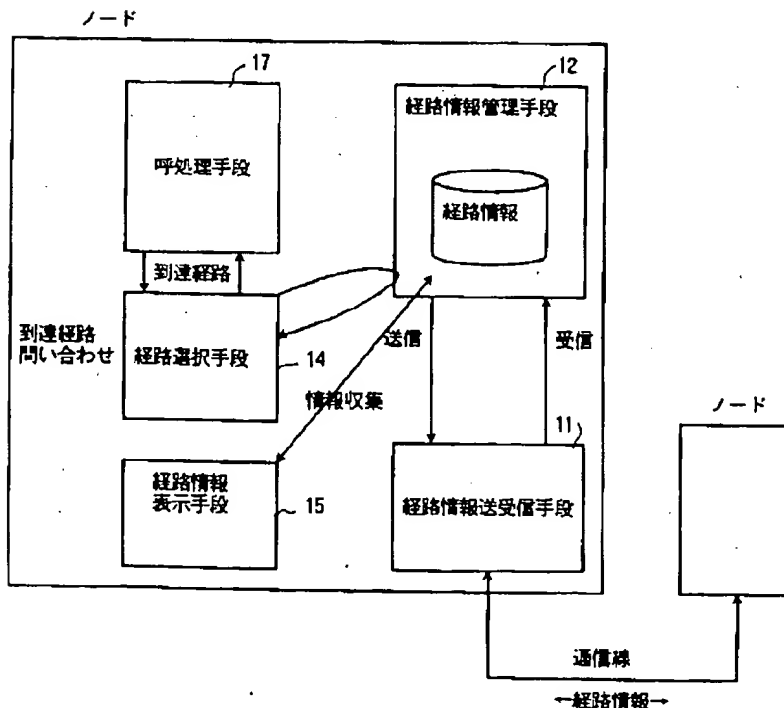 ノード
17
呼処理手段
12
経路情報管理手段
経路情報
到達経路
到達経路
問い合わせ
経路選択手段
14
送信
受信
情報収集
経路情報
表示手段
15
11
経路情報送受信手段
ノード
通信線
←経路情報→